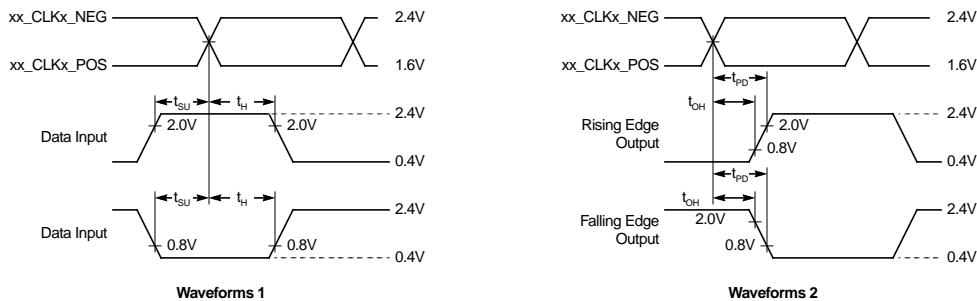 xx_CLKx_NEG
2.4V
xx_CLKx_POS
1.6V
tSU
tH
2.4V
Data Input
2.0V
2.0V
0.4V
tSU
tH
2.4V
Data Input
0.8V
0.8V
0.4V
Waveforms 1
xx_CLKx_NEG
2.4V
xx_CLKx_POS
1.6V
tPD
tOH
2.4V
Rising Edge
Output
2.0V
0.8V
0.4V
tPD
tOH
2.4V
Falling Edge
Output
2.0V
0.8V
0.4V
Waveforms 2